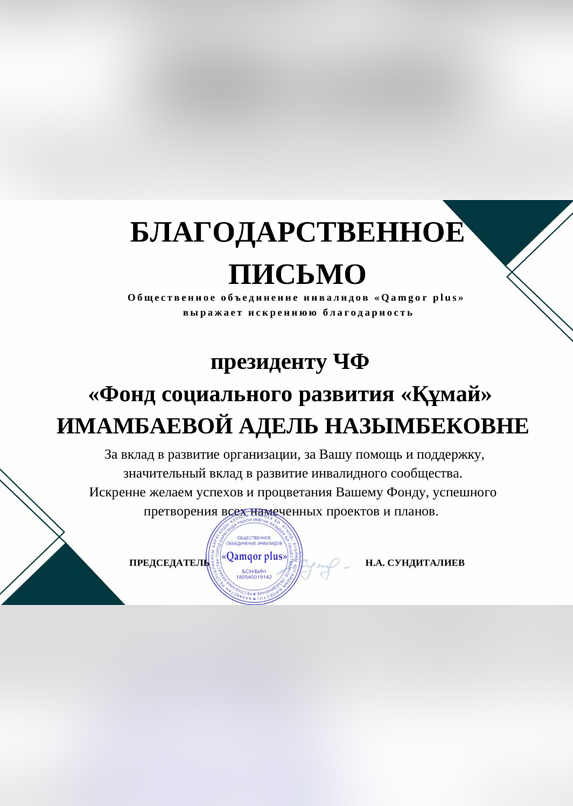 БЛАГОДАРСТВЕННОЕ
ПИСЬМО
Общественное объединение инвалидов «Qamgor plus»
выражает искреннюю благодарность
президенту ЧФ
«Фонд социального развития «Құмай»
ИМАМБАЕВОЙ АДЕЛЬ НАЗЫМБЕКОВНЕ
За вклад в развитие организации, за Вашу помощь и поддержку,
значительный вклад в развитие инвалидного сообщества.
Искренне желаем успехов и процветания Вашему Фонду, успешного
претворения всех намеченных проектов и планов.
ОБЩЕСТВЕННОЕ
ОБЪЕДИНЕНИЕ ИНВАЛИДОВ
«Qamqor plus»
БСН/БИН
180540019142
ПРЕДСЕДАТЕЛЬ
Н.А. СУНДИТАЛИЕВ